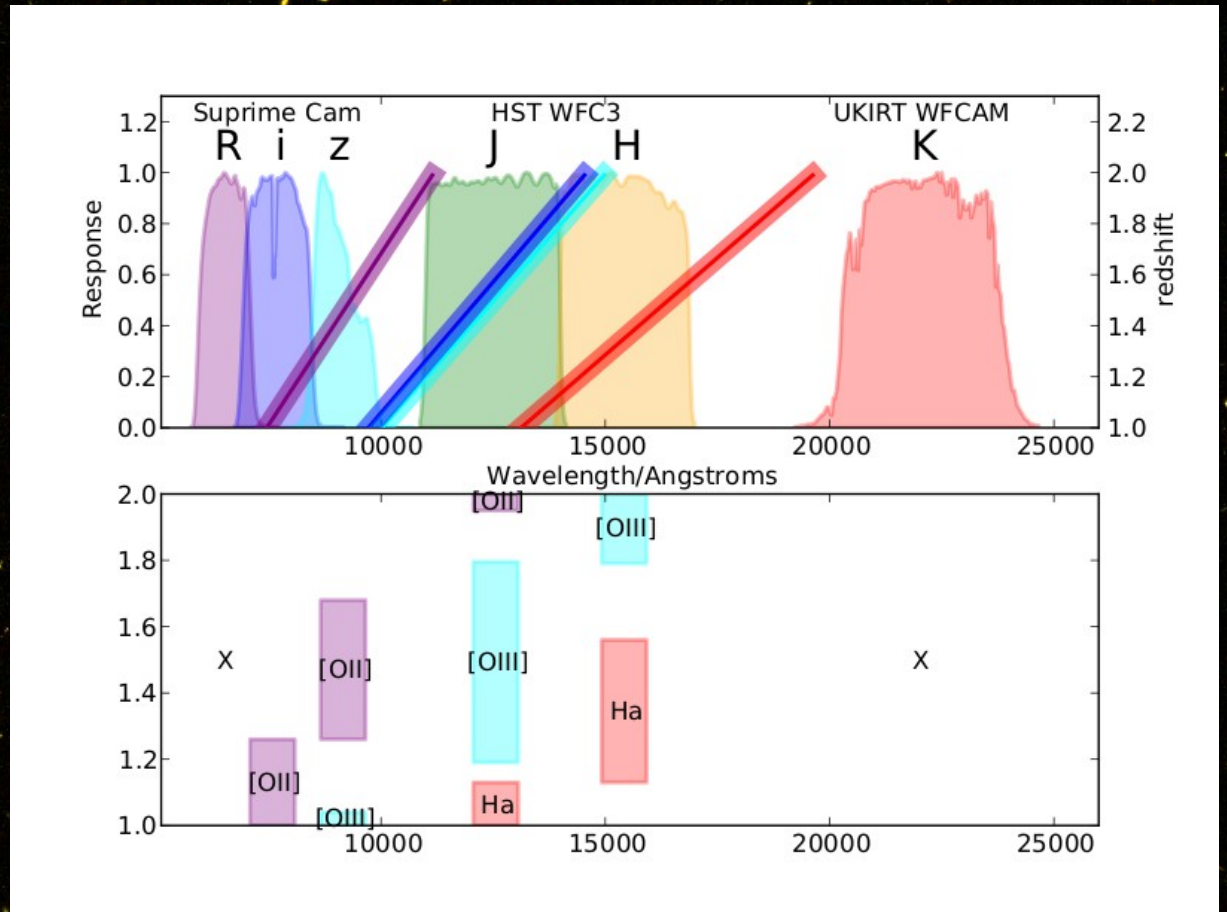 Suprime Cam HST WFC3 UKIRT WFCAM
R i z J H K
1.2 2.2
1.0 2.0
0.8 1.8
0.6 1.6
0.4 1.4
0.2 1.2
0.0 1.0
Response
redshift
10000 15000 20000 25000
Wavelength/Angstroms
2.0
1.8
1.6
1.4
1.2
1.0
[OII]
[OIII]
X [OII] [OIII] X
Ha
[OII]
Ha
[OIII]
10000 15000 20000 25000